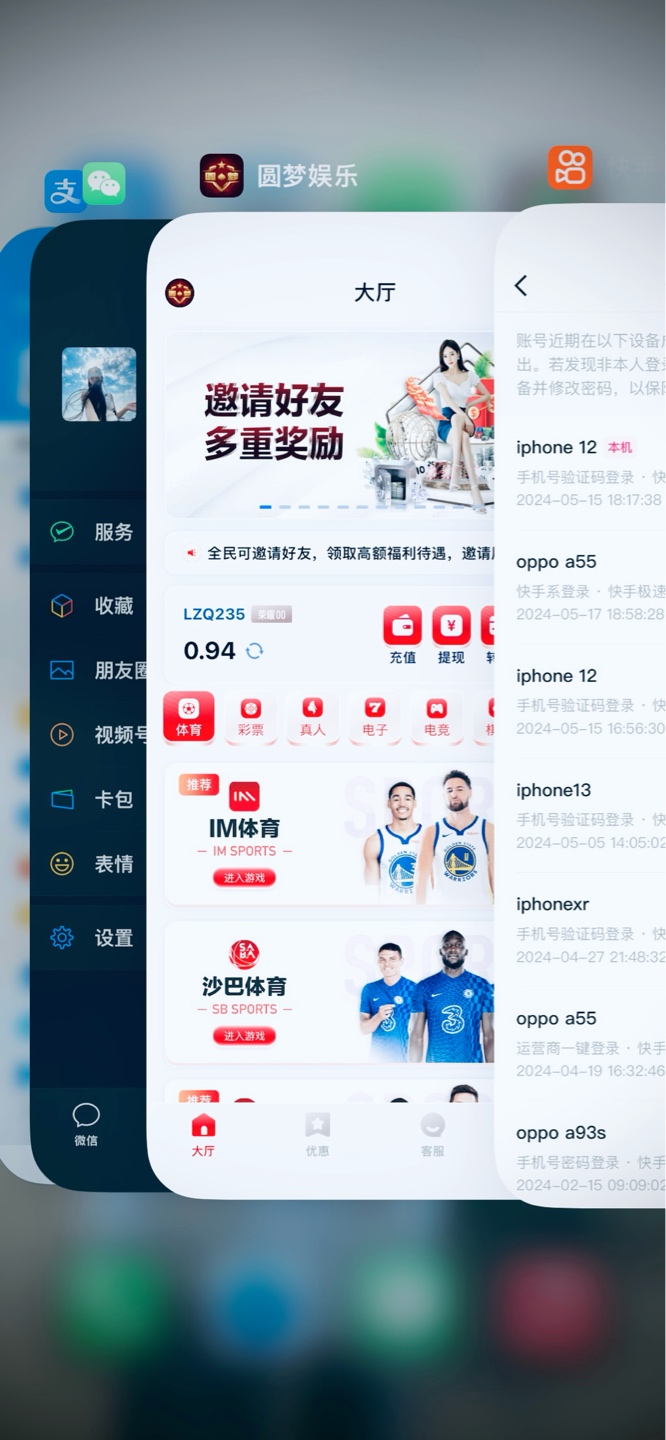 支
圆梦娱乐
大厅
邀请好友
多重奖励
全民可邀请好友，领取高额福利待遇，邀请
LZQ235 荣耀00
0.94
充值
提现
体育
彩票
真人
电子
电竞
推荐
IM体育
— IM SPORTS —
进入游戏
SABA
沙巴体育
— SB SPORTS —
进入游戏
推荐
大厅
优惠
客服
服务
收藏
朋友圈
视频号
卡包
表情
设置
微信
账号近期在以下设备
出。若发现非本人登
备并修改密码，以保
iphone 12 本机
手机号验证码登录 · 快
2024-05-15 18:17:38
oppo a55
快手系登录 · 快手极速
2024-05-17 18:58:28
iphone 12
手机号验证码登录 · 快
2024-05-15 16:56:30
iphone13
手机号验证码登录 · 快
2024-05-05 14:05:02
iphonexr
手机号验证码登录 · 快
2024-04-27 21:48:32
oppo a55
运营商一键登录 · 快手
2024-04-19 16:32:46
oppo a93s
手机号密码登录 · 快手
2024-02-15 09:09:02